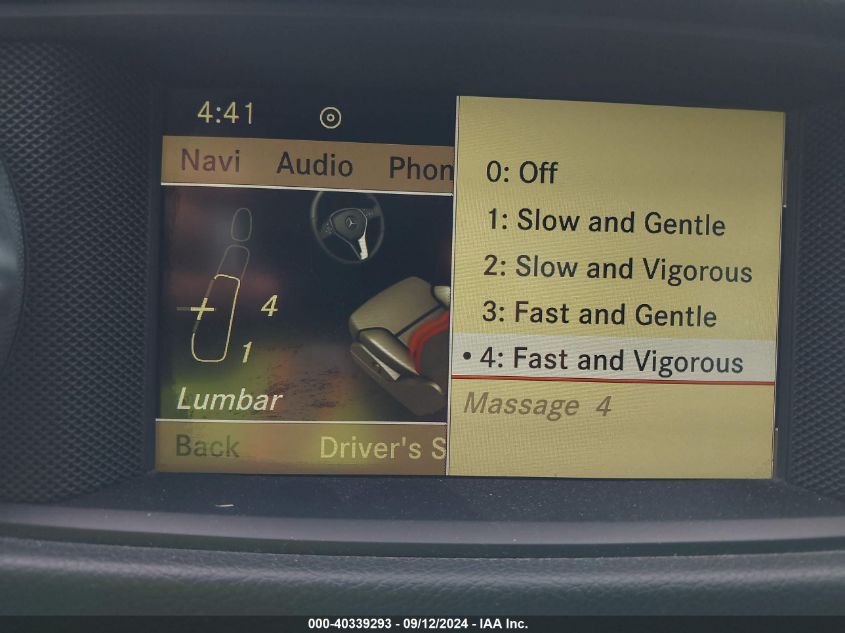 4:41
Navi Audio Phon
0: Off
1: Slow and Gentle
2: Slow and Vigorous
3: Fast and Gentle
• 4: Fast and Vigorous
Massage 4
4
1
Lumbar
Back Driver's S
000-40339293 - 09/12/2024 - IAA Inc.